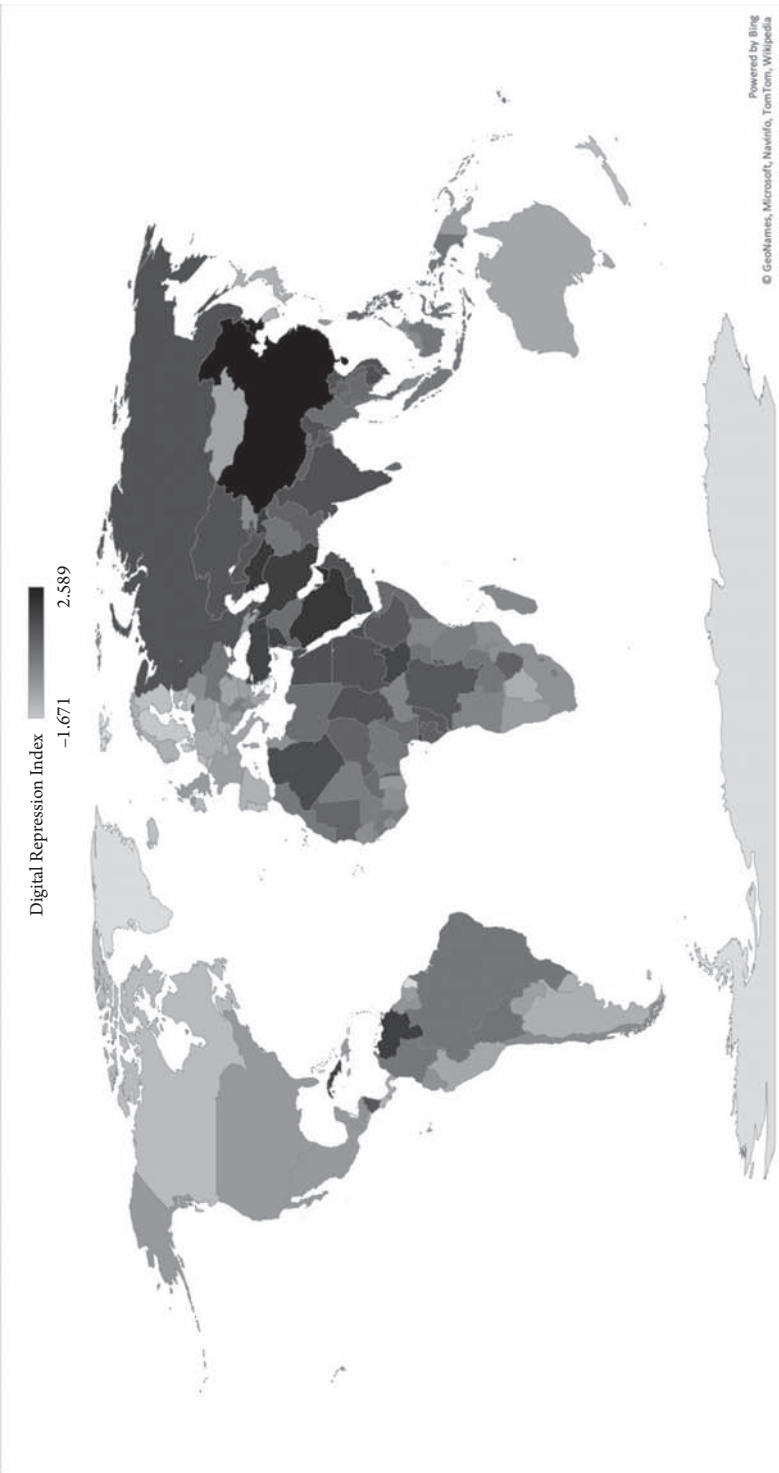 Digital Repression Index
−1.671 2.589
Powered by Bing
© GeoNames, Microsoft, Navinfo, TomTom, Wikipedia